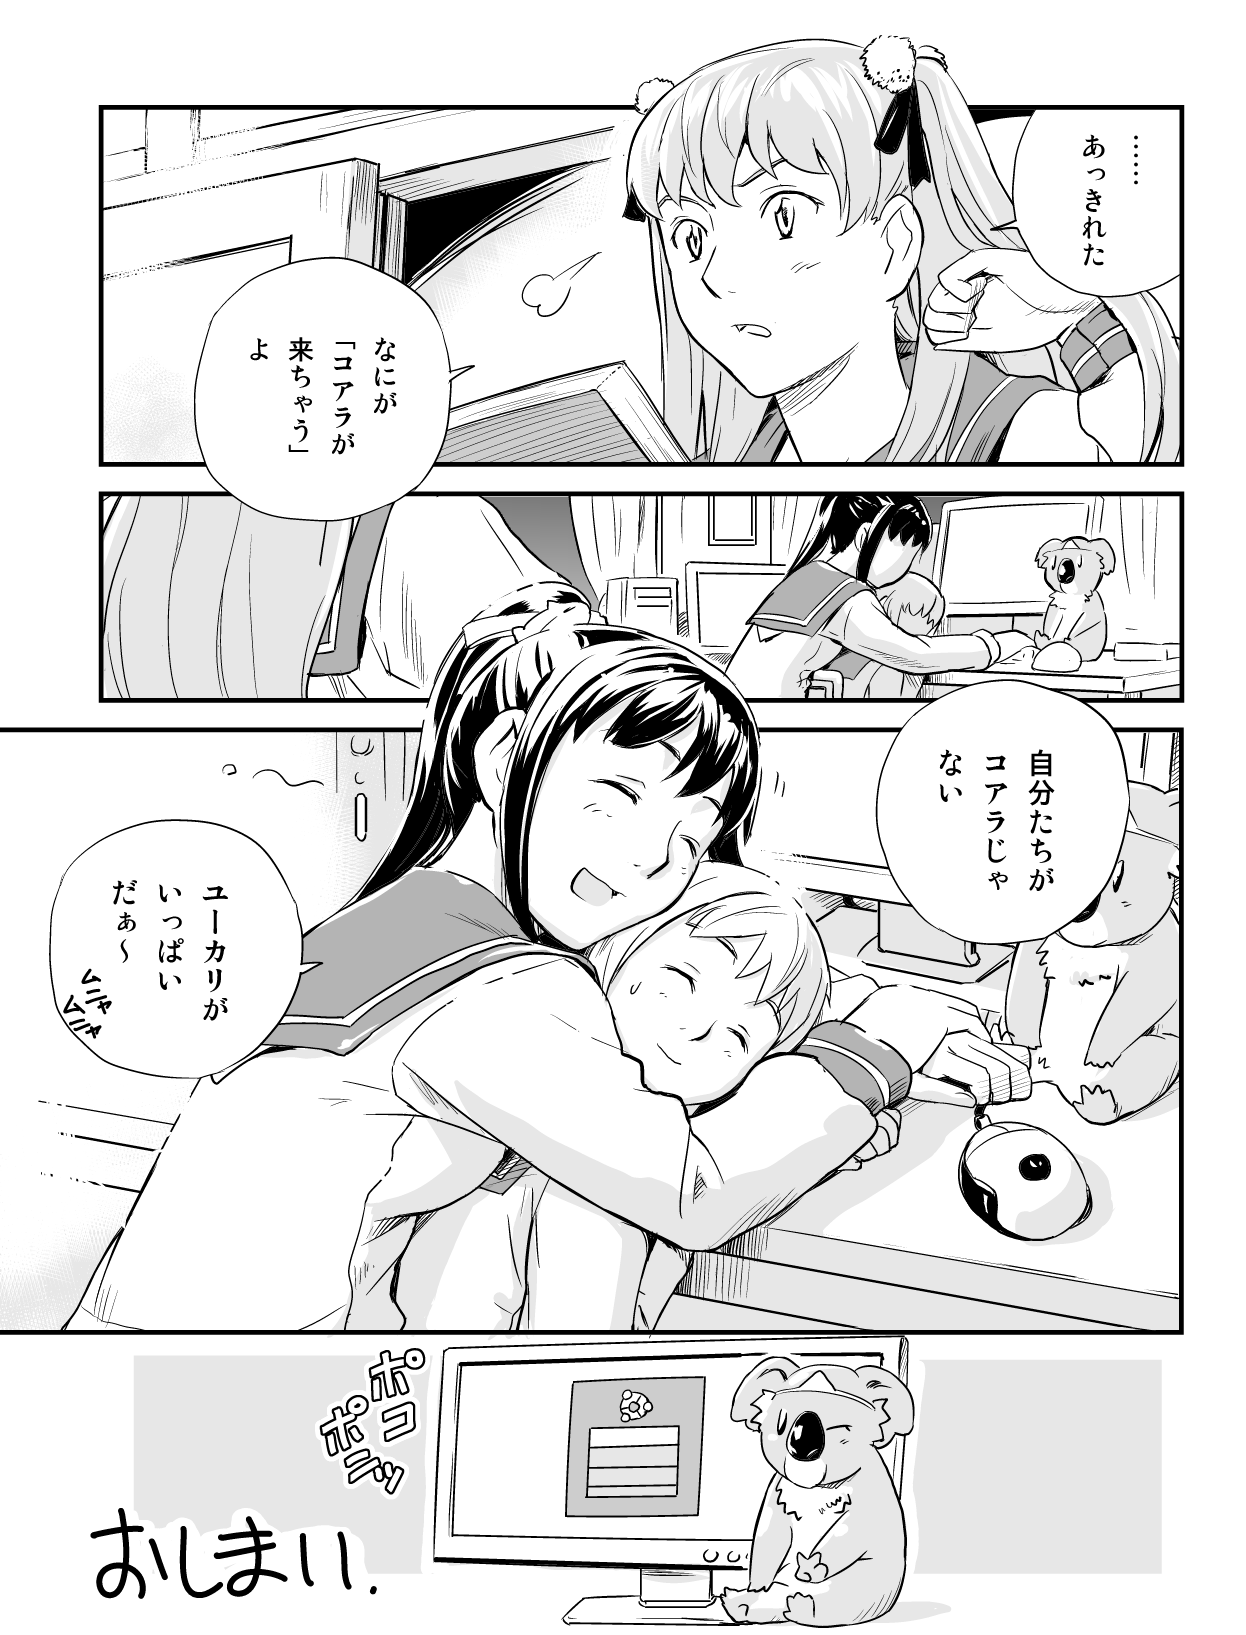 ……
あっきれた
なにが
「コアラが
来ちゃう」
よ
自分たちが
コアラじゃ
ない
ユーカリが
いっぱい
だぁ〜
ムニャ
ムニャ
ポコ
ポニッ
おしまい.